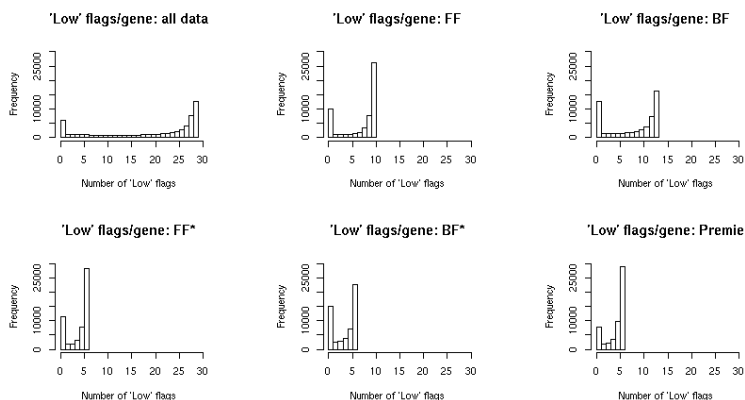 'Low' flags/gene: all data
Frequency
0 10000 25000
0 5 10 15 20 25 30
Number of 'Low' flags
'Low' flags/gene: FF
Frequency
0 10000 25000
0 5 10 15 20 25 30
Number of 'Low' flags
'Low' flags/gene: BF
Frequency
0 10000 25000
0 5 10 15 20 25 30
Number of 'Low' flags
'Low' flags/gene: FF*
Frequency
0 10000 25000
0 5 10 15 20 25 30
Number of 'Low' flags
'Low' flags/gene: BF*
Frequency
0 10000 25000
0 5 10 15 20 25 30
Number of 'Low' flags
'Low' flags/gene: Premie
Frequency
0 10000 25000
0 5 10 15 20 25 30
Number of 'Low' flags